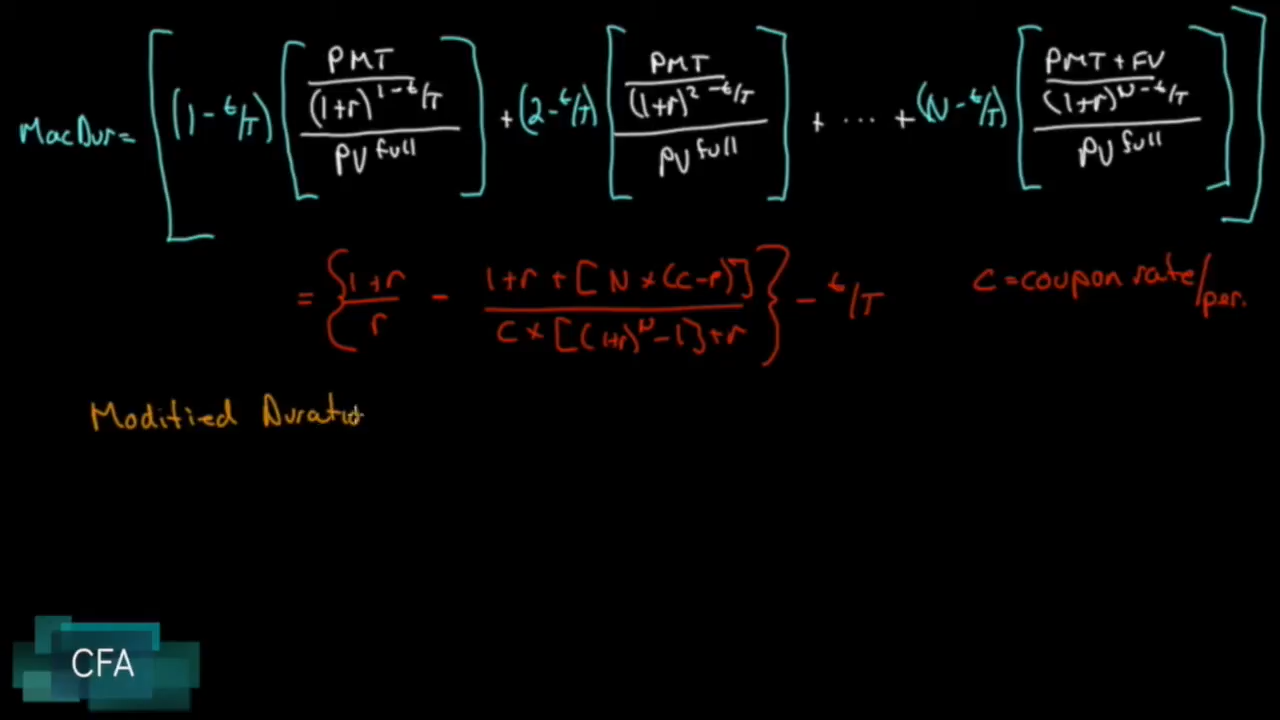 MacDur = [ (1 - t/T) [ PMT / (1+r)^1-t/T / PV^full ] + (2 - t/T) [ PMT / (1+r)^2-t/T / PV^full ] + ... + (N - t/T) [ PMT + FV / (1+r)^N-t/T / PV^full ] ]
= { 1+r / r - 1+r + [N × (c-r)] / c × [(1+r)^N - 1] + r } - t/T
c = coupon rate/per.
Modified Duratio
CFA